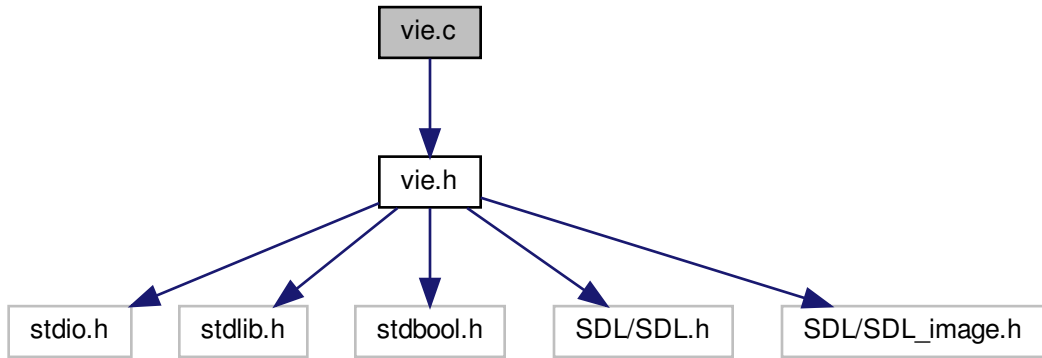 vie.c
vie.h
stdio.h
stdlib.h
stdbool.h
SDL/SDL.h
SDL/SDL_image.h